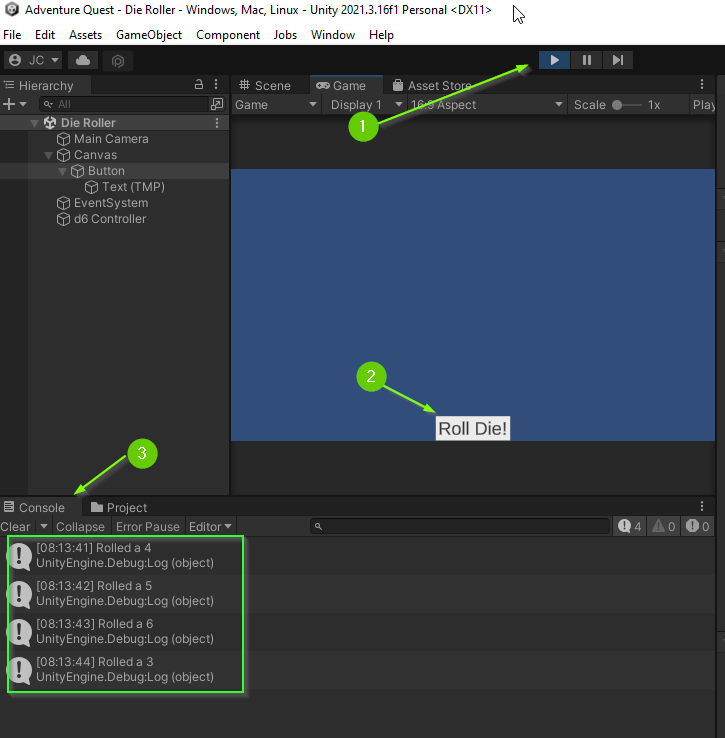 Adventure Quest - Die Roller - Windows, Mac, Linux - Unity 2021.3.16f1 Personal <DX11>
File Edit Assets GameObject Component Jobs Window Help
JC
Hierarchy
All
Die Roller
Main Camera
Canvas
Button
Text (TMP)
EventSystem
d6 Controller
Scene Game Asset Store
Game Display 1 16:9 Aspect Scale 1x Play
1
2
Roll Die!
3
Console Project
Clear Collapse Error Pause Editor 4 0 0
[08:13:41] Rolled a 4
UnityEngine.Debug:Log (object)
[08:13:42] Rolled a 5
UnityEngine.Debug:Log (object)
[08:13:43] Rolled a 6
UnityEngine.Debug:Log (object)
[08:13:44] Rolled a 3
UnityEngine.Debug:Log (object)